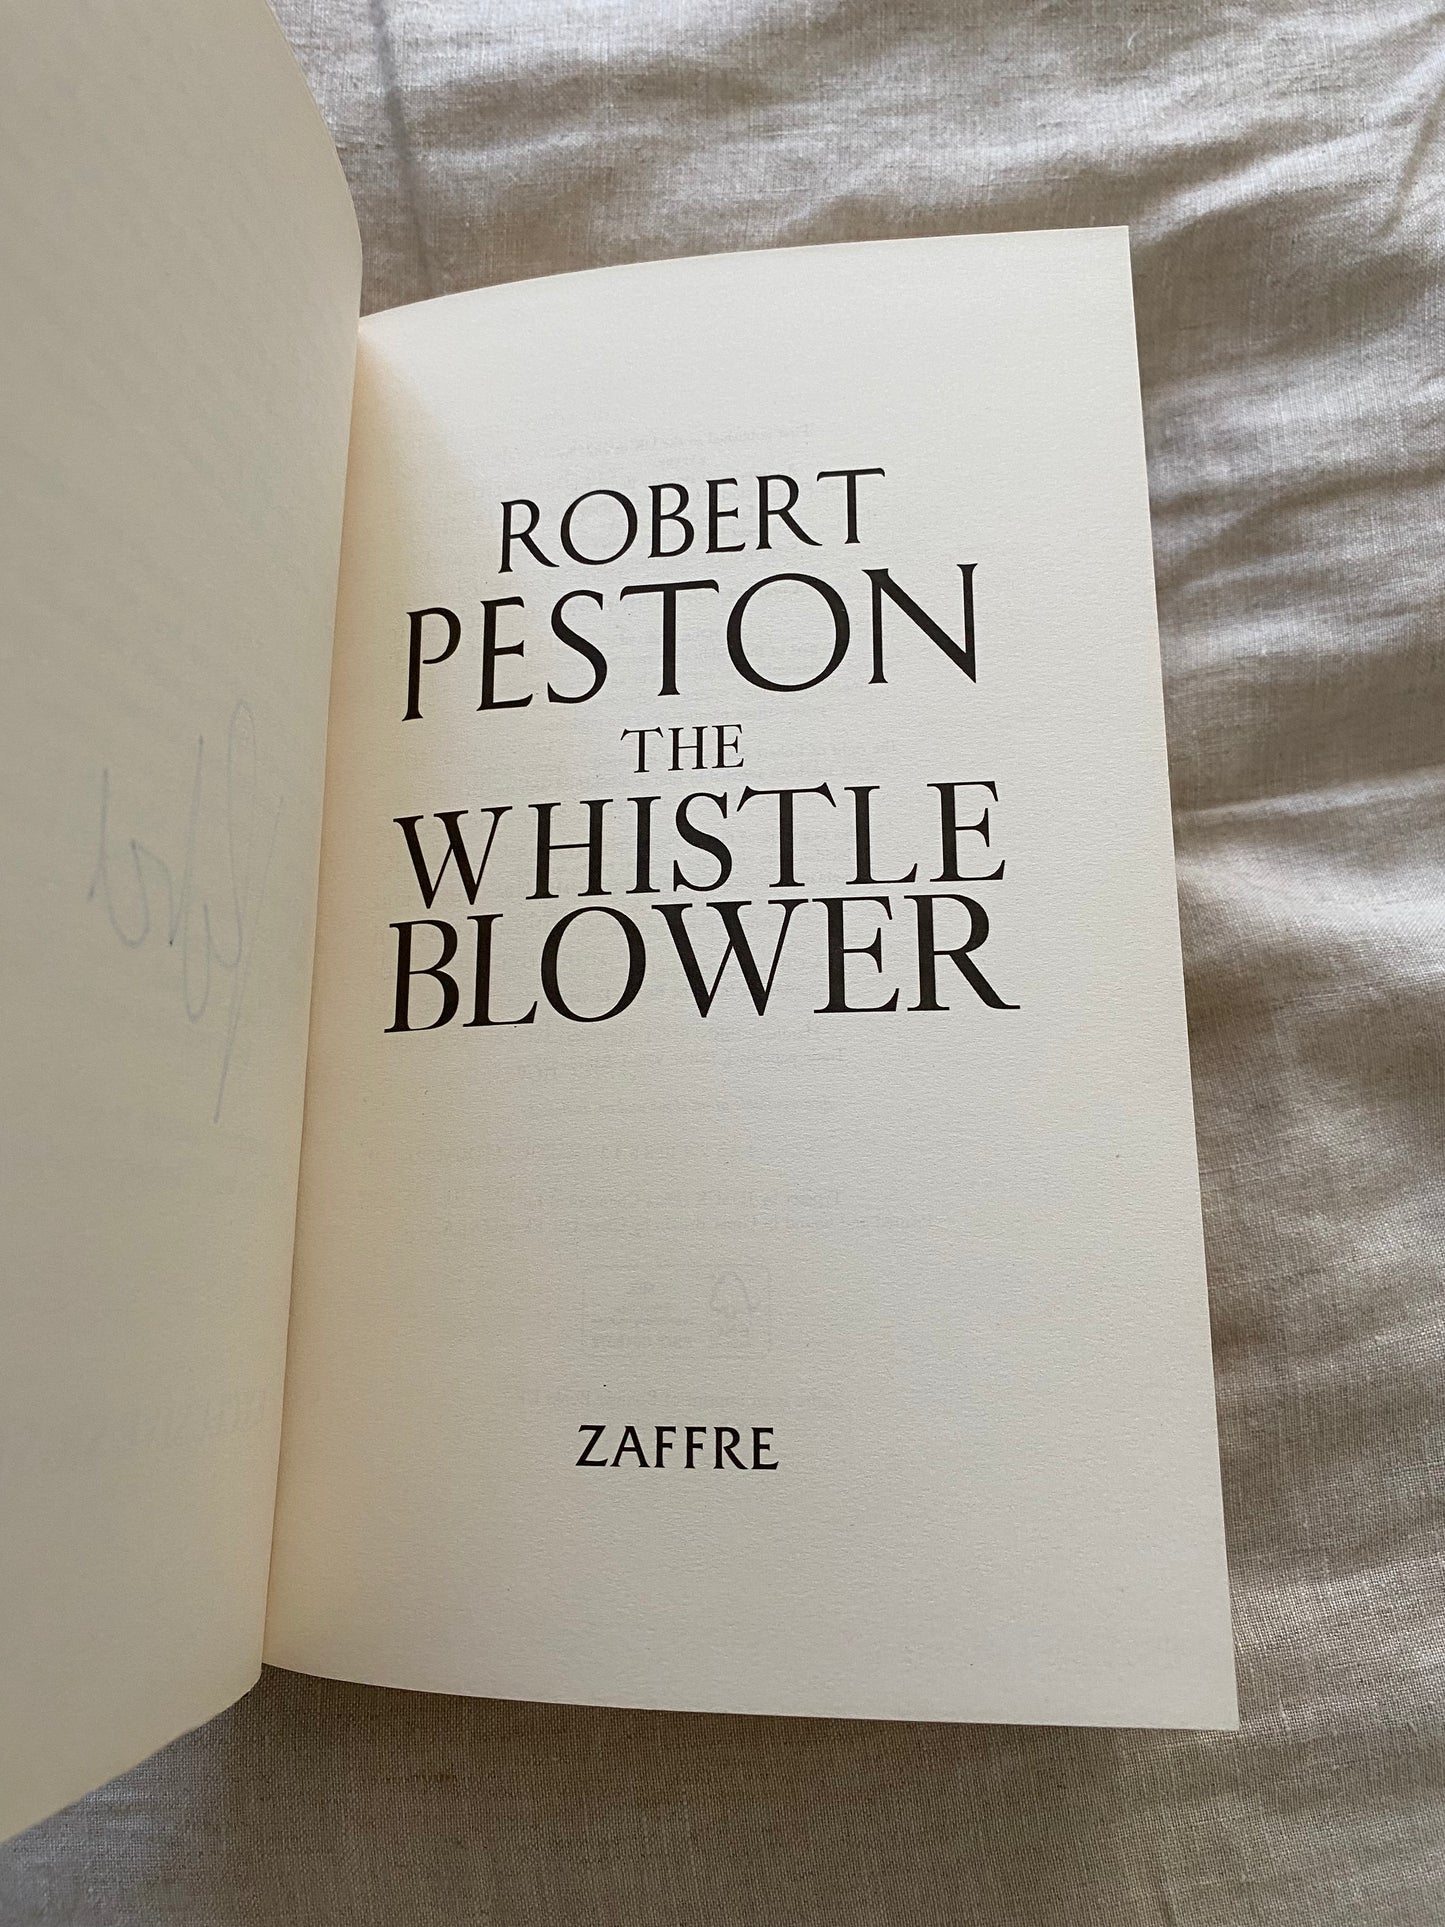 ROBERT
PESTON
THE
WHISTLE
BLOWER
ZAFFRE